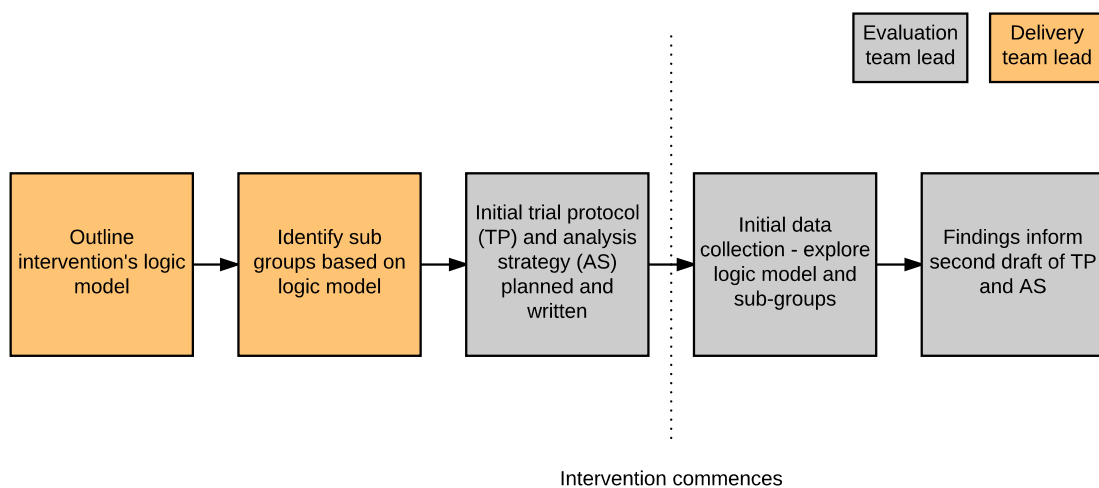 Evaluation
team lead
Delivery
team lead
Outline
intervention's logic
model
Identify sub
groups based on
logic model
Initial trial protocol
(TP) and analysis
strategy (AS)
planned and
written
Initial data
collection - explore
logic model and
sub-groups
Findings inform
second draft of TP
and AS
Intervention commences